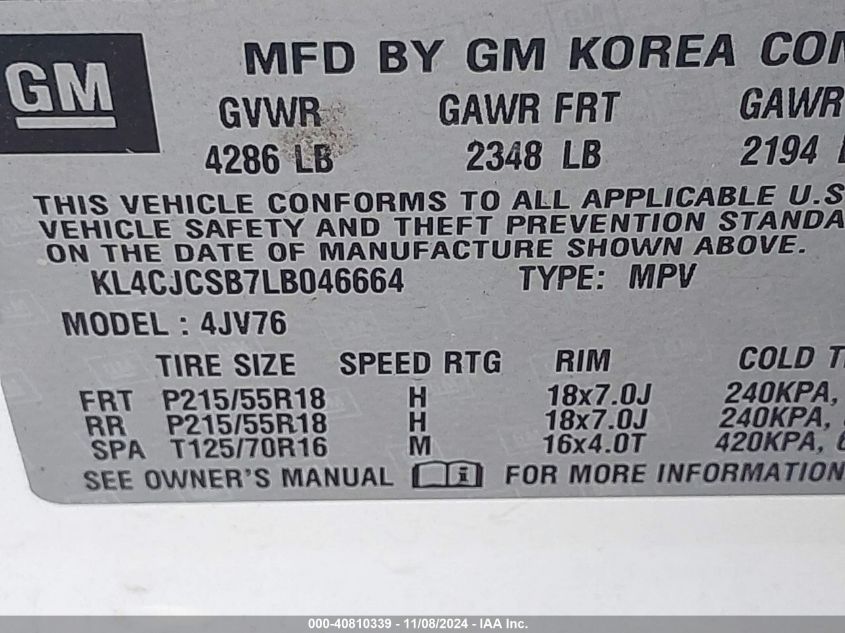 GM
MFD BY GM KOREA
GVWR GAWR FRT GAWR
4286 LB 2348 LB 2194
THIS VEHICLE CONFORMS TO ALL APPLICABLE U.S
VEHICLE SAFETY AND THEFT PREVENTION
ON THE DATE OF MANUFACTURE SHOWN ABOVE.
KL4CJCSB7LB046664 TYPE: MPV
MODEL : 4JV76
TIRE SIZE SPEED RTG RIM COLD
FRT P215/55R18 H 18x7.0J 240KPA,
RR P215/55R18 H 18x7.0J 240KPA,
SPA T125/70R16 M 16x4.0T 420KPA,
SEE OWNER'S MANUAL i FOR MORE INFORMATION
000-40810339 - 11/08/2024 - IAA Inc.